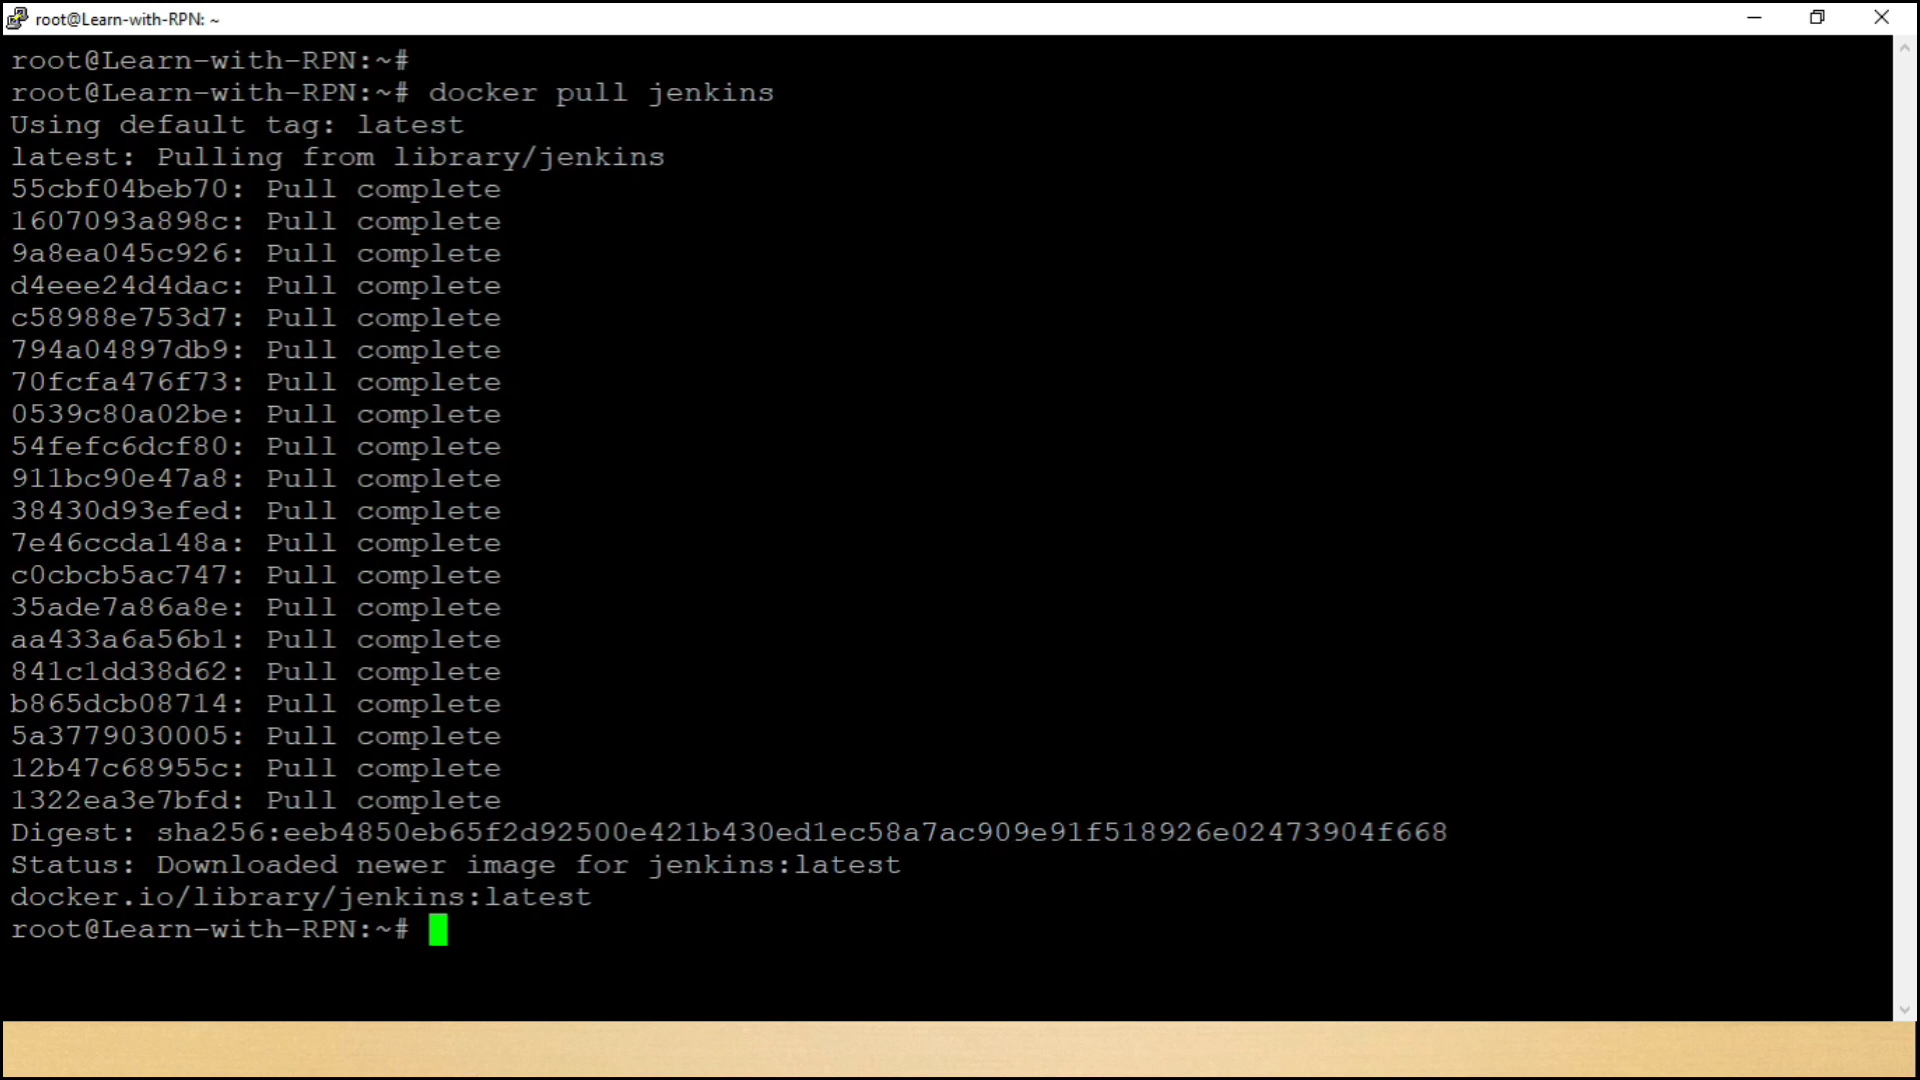 root@Learn-with-RPN: ~
root@Learn-with-RPN:~#
root@Learn-with-RPN:~# docker pull jenkins
Using default tag: latest
latest: Pulling from library/jenkins
55cbf04beb70: Pull complete
1607093a898c: Pull complete
9a8ea045c926: Pull complete
d4eee24d4dac: Pull complete
c58988e753d7: Pull complete
794a04897db9: Pull complete
70fcfa476f73: Pull complete
0539c80a02be: Pull complete
54fefc6dcf80: Pull complete
911bc90e47a8: Pull complete
38430d93efed: Pull complete
7e46ccda148a: Pull complete
c0cbcb5ac747: Pull complete
35ade7a86a8e: Pull complete
aa433a6a56b1: Pull complete
841c1dd38d62: Pull complete
b865dcb08714: Pull complete
5a3779030005: Pull complete
12b47c68955c: Pull complete
1322ea3e7bfd: Pull complete
Digest: sha256:eeb4850eb65f2d92500e421b430ed1ec58a7ac909e91f518926e02473904f668
Status: Downloaded newer image for jenkins:latest
docker.io/library/jenkins:latest
root@Learn-with-RPN:~#